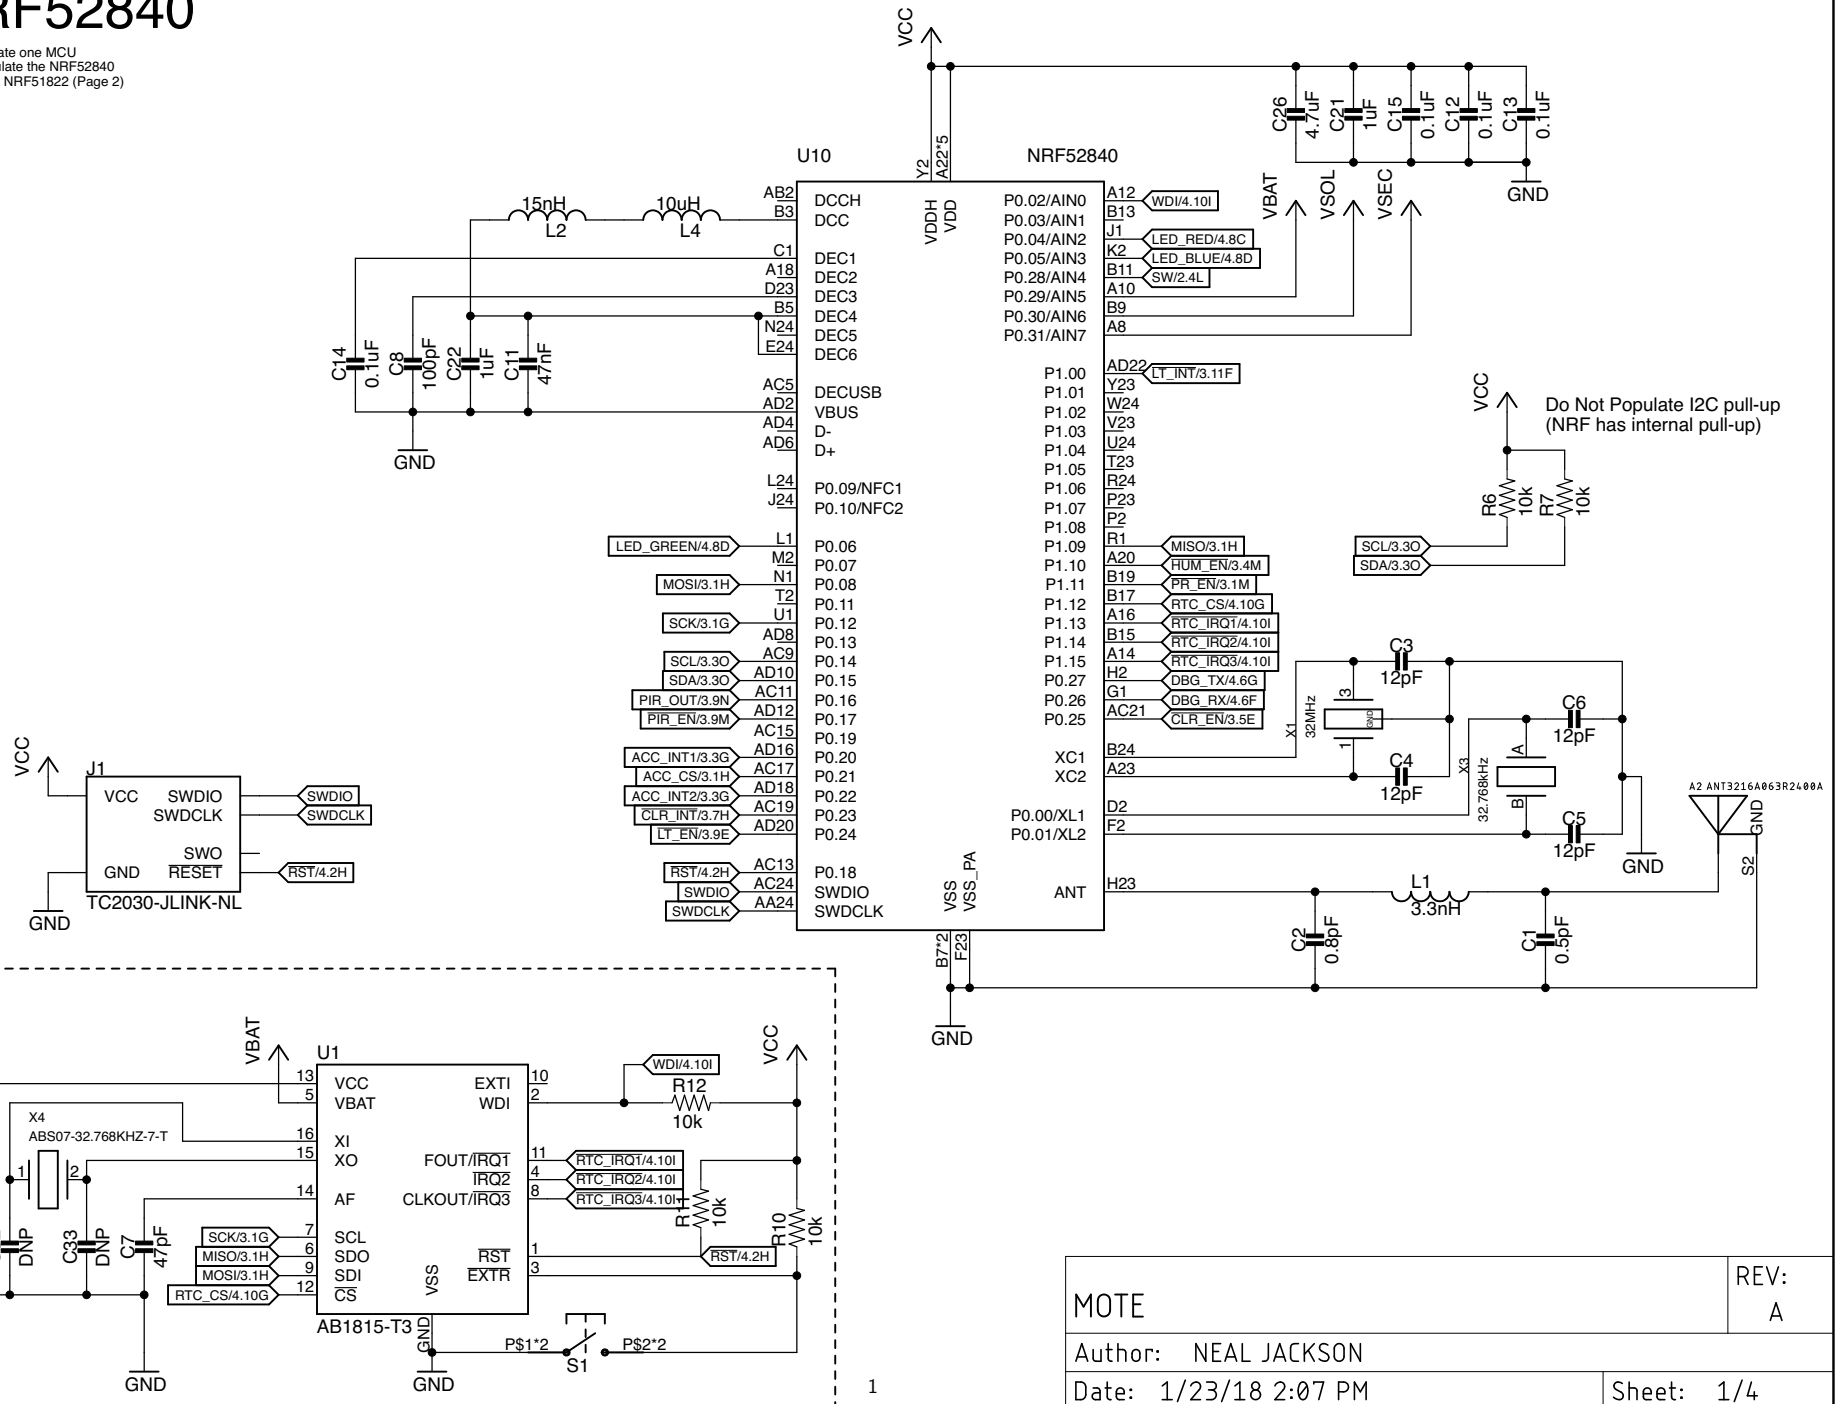 RF52840
ate one MCU
late the NRF52840
NRF51822 (Page 2)
VCC
C26
4.7uF
C21
1uF
C15
0.1uF
C12
0.1uF
C13
0.1uF
GND
VBAT
VSOL
VSEC
U10
NRF52840
Y2
A22*5
VDDH
VDD
15nH
L2
10uH
L4
AB2 DCCH
B3 DCC
C1 DEC1
A18 DEC2
D23 DEC3
B5 DEC4
N24 DEC5
E24 DEC6
AC5 DECUSB
AD2 VBUS
AD4 D-
AD6 D+
L24 P0.09/NFC1
J24 P0.10/NFC2
C14
0.1uF
C8
100pF
C22
1uF
C11
47nF
GND
LED_GREEN/4.8D L1 P0.06
M2 P0.07
MOSI/3.1H N1 P0.08
T2 P0.11
SCK/3.1G U1 P0.12
AD8 P0.13
SCL/3.3O AC9 P0.14
SDA/3.3O AD10 P0.15
PIR_OUT/3.9N AC11 P0.16
PIR_EN/3.9M AD12 P0.17
AC15 P0.19
ACC_INT1/3.3G AD16 P0.20
ACC_CS/3.1H AC17 P0.21
ACC_INT2/3.3G AD18 P0.22
CLR_INT/3.7H AC19 P0.23
LT_EN/3.9E AD20 P0.24
RST/4.2H AC13 P0.18
SWDIO AC24 SWDIO
SWDCLK AA24 SWDCLK
P0.02/AIN0 A12 WDI/4.10I
P0.03/AIN1 B13
P0.04/AIN2 J1 LED_RED/4.8C
P0.05/AIN3 K2 LED_BLUE/4.8D
P0.28/AIN4 B11 SW/2.4L
P0.29/AIN5 A10
P0.30/AIN6 B9
P0.31/AIN7 A8
P1.00 AD22 LT_INT/3.11F
P1.01 Y23
P1.02 W24
P1.03 V23
P1.04 U24
P1.05 T23
P1.06 R24
P1.07 P23
P1.08 P2
P1.09 R1 MISO/3.1H
P1.10 A20 HUM_EN/3.4M
P1.11 B19 PR_EN/3.1M
P1.12 B17 RTC_CS/4.10G
P1.13 A16 RTC_IRQ1/4.10I
P1.14 B15 RTC_IRQ2/4.10I
P1.15 A14 RTC_IRQ3/4.10I
P0.27 H2 DBG_TX/4.6G
P0.26 G1 DBG_RX/4.6F
P0.25 AC21 CLR_EN/3.5E
XC1 B24
XC2 A23
P0.00/XL1 D2
P0.01/XL2 F2
ANT H23
VSS
VSS_PA
B7*2
F23
GND
VCC
Do Not Populate I2C pull-up
(NRF has internal pull-up)
R6
10k
R7
10k
SCL/3.3O
SDA/3.3O
C3
12pF
X1
32MHz
3
GND
1
C4
12pF
C6
12pF
X3
32.768kHz
A
B
C5
12pF
GND
A2 ANT3216A063R2400A
GND
S2
L1
3.3nH
C2
0.8pF
C1
0.5pF
VCC
J1
VCC SWDIO SWDIO
SWDCLK SWDCLK
SWO
GND RESET RST/4.2H
TC2030-JLINK-NL
GND
VBAT
U1
13 VCC
5 VBAT
16 XI
15 XO
14 AF
SCK/3.1G 7 SCL
MISO/3.1H 6 SDO
MOSI/3.1H 9 SDI
RTC_CS/4.10G 12 CS
X4
ABS07-32.768KHZ-7-T
1
2
DNP
C33
DNP
C7
47pF
GND
EXTI 10
WDI 2
FOUT/IRQ1 11 RTC_IRQ1/4.10I
IRQ2 4 RTC_IRQ2/4.10I
CLKOUT/IRQ3 8 RTC_IRQ3/4.10I
RST 1 RST/4.2H
EXTR 3
VSS
GND
AB1815-T3
GND
WDI/4.10I
R12
10k
VCC
10k
R10
10k
P$1*2
S1
P$2*2
1
MOTE
REV:
A
Author: NEAL JACKSON
Date: 1/23/18 2:07 PM
Sheet: 1/4